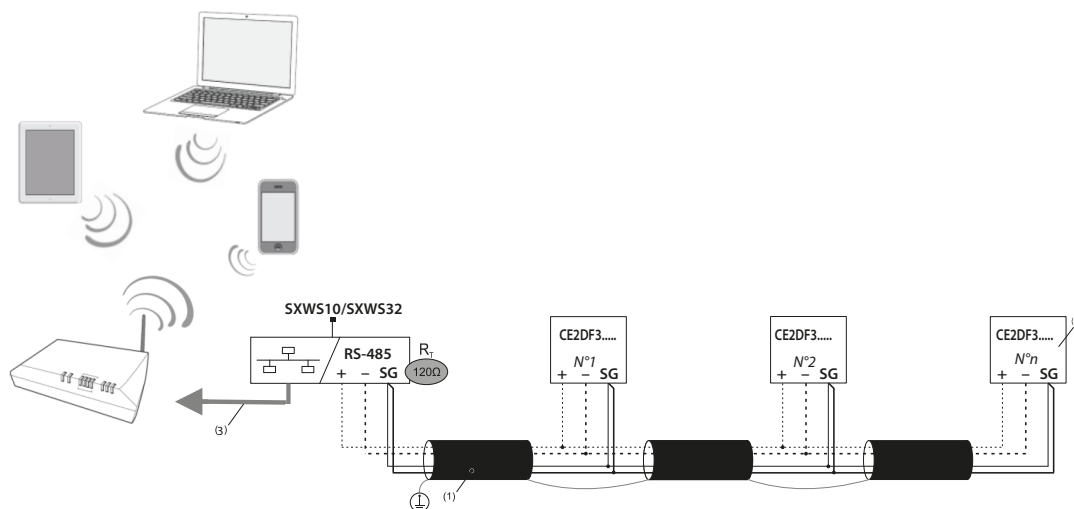 SXWS10/SXWS32
RS-485
+ – SG
RT
120Ω
CE2DF3.....
N°1
+ – SG
CE2DF3.....
N°2
+ – SG
CE2DF3.....
N°n
+ – SG
(3)
(1)